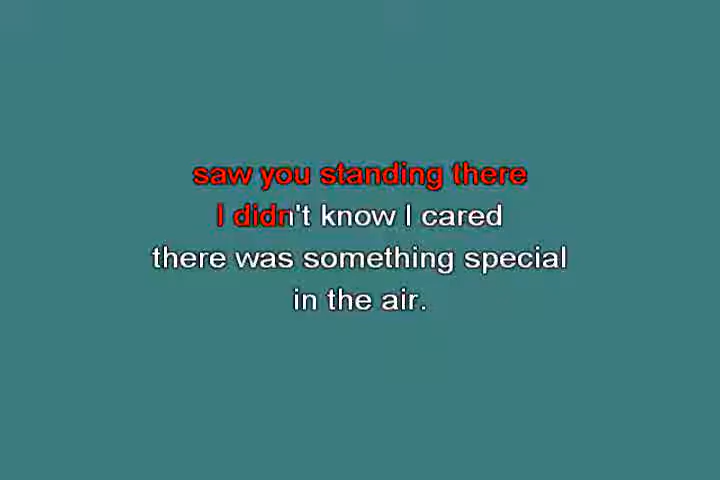 saw you standing there
I didn't know I cared
there was something special
in the air.